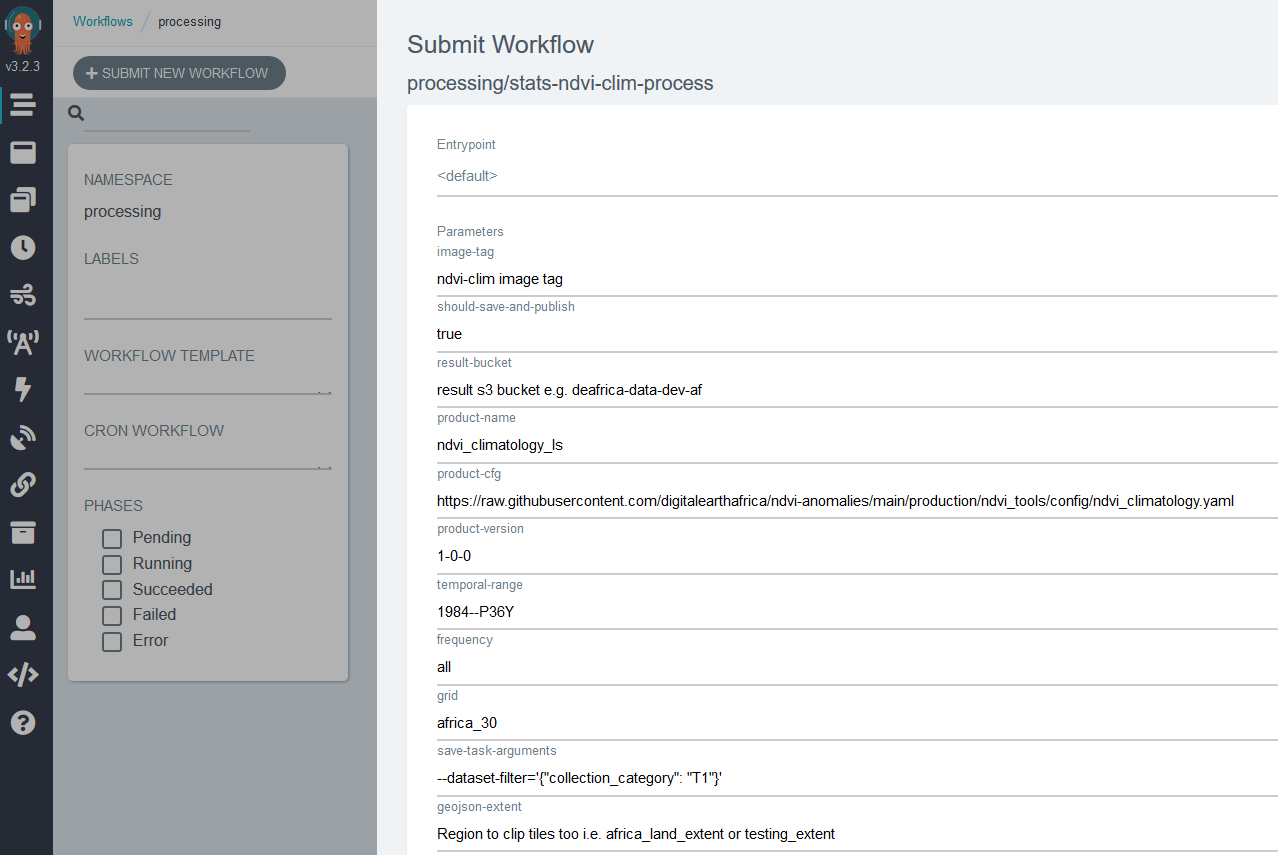 v3.2.3
Workflows / processing
+ SUBMIT NEW WORKFLOW
NAMESPACE
processing
LABELS
WORKFLOW TEMPLATE
CRON WORKFLOW
PHASES
Pending
Running
Succeeded
Failed
Error
Submit Workflow
processing/stats-ndvi-clim-process
Entrypoint
<default>
Parameters
image-tag
ndvi-clim image tag
should-save-and-publish
true
result-bucket
result s3 bucket e.g. deafrica-data-dev-af
product-name
ndvi_climatology_ls
product-cfg
https://raw.githubusercontent.com/digitalearthafrica/ndvi-anomalies/main/production/ndvi_tools/config/ndvi_climatology.yaml
product-version
1-0-0
temporal-range
1984--P36Y
frequency
all
grid
africa_30
save-task-arguments
--dataset-filter='{"collection_category": "T1"}'
geojson-extent
Region to clip tiles too i.e. africa_land_extent or testing_extent